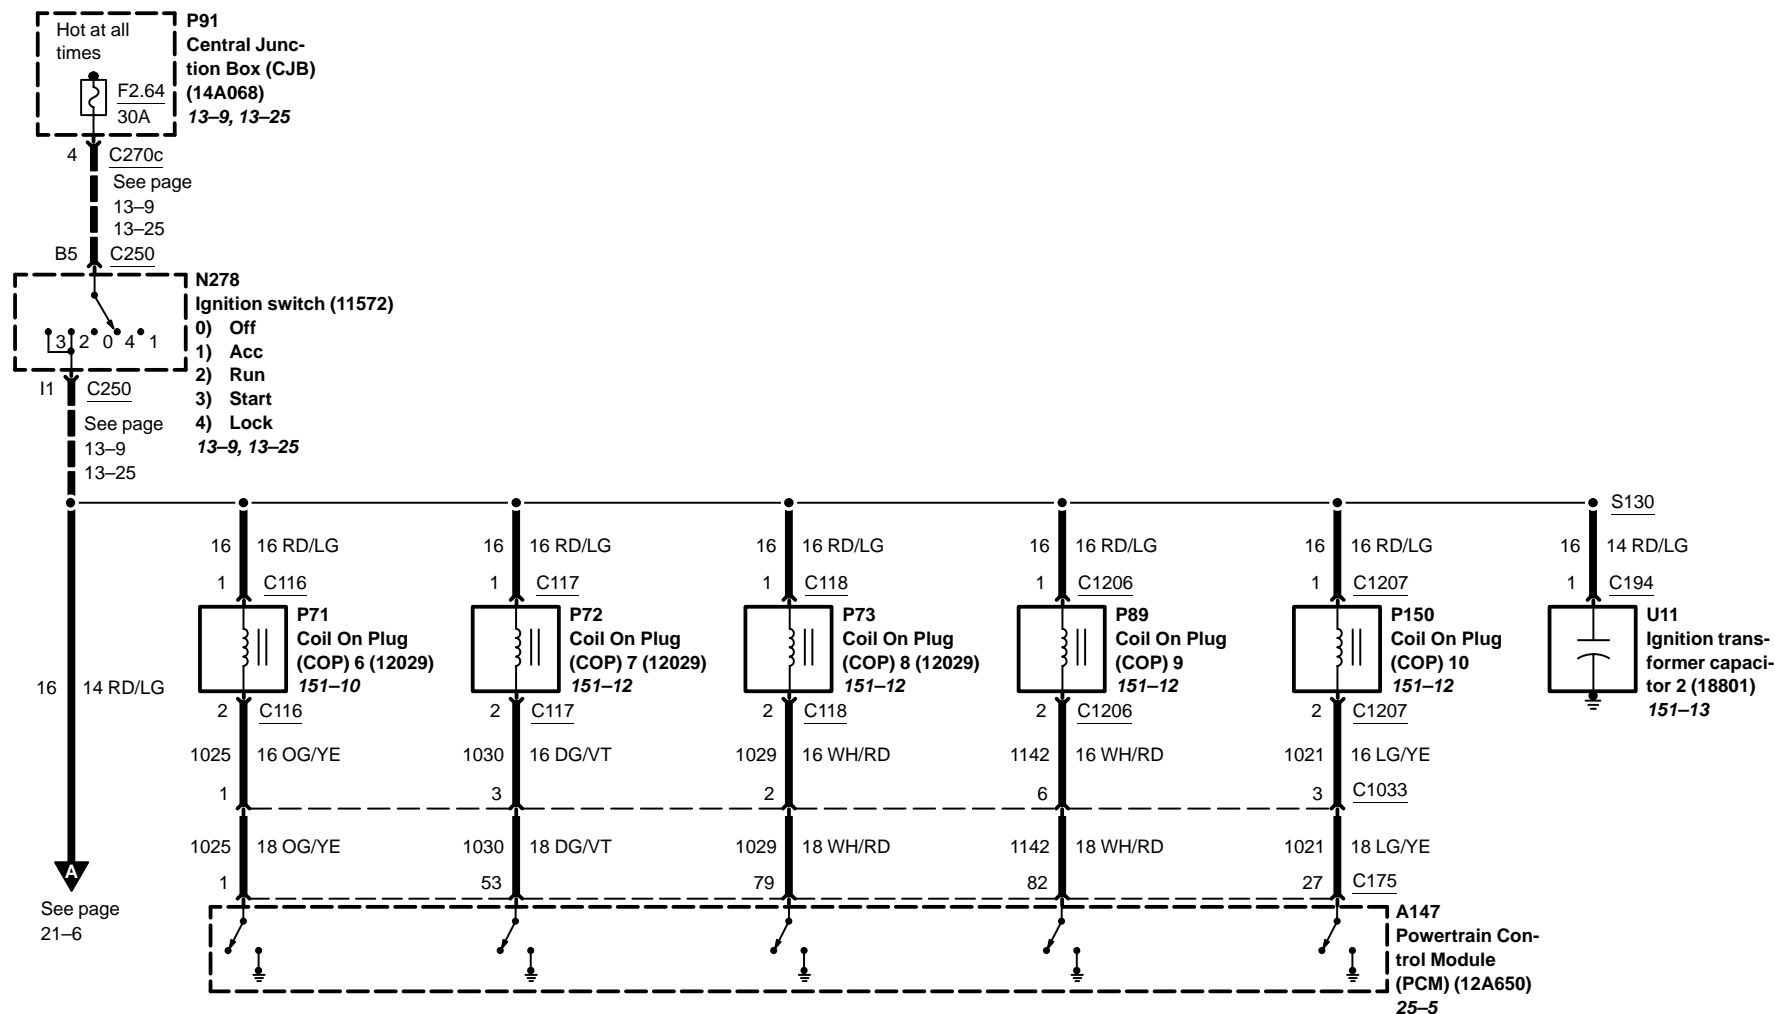 Hot at all
times
F2.64
30A
P91
Central Junc-
tion Box (CJB)
(14A068)
13–9, 13–25
4 C270c
See page
13–9
13–25
B5 C250
N278
Ignition switch (11572)
0) Off
1) Acc
2) Run
3) Start
4) Lock
13–9, 13–25
3 2 0 4 1
I1 C250
See page
13–9
13–25
S130
16 16 RD/LG 16 16 RD/LG 16 16 RD/LG 16 16 RD/LG 16 16 RD/LG 16 14 RD/LG
1 C116 1 C117 1 C118 1 C1206 1 C1207 1 C194
P71
Coil On Plug
(COP) 6 (12029)
151–10
P72
Coil On Plug
(COP) 7 (12029)
151–12
P73
Coil On Plug
(COP) 8 (12029)
151–12
P89
Coil On Plug
(COP) 9
151–12
P150
Coil On Plug
(COP) 10
151–12
U11
Ignition trans-
former capaci-
tor 2 (18801)
151–13
16 14 RD/LG
2 C116 2 C117 2 C118 2 C1206 2 C1207
1025 16 OG/YE 1030 16 DG/VT 1029 16 WH/RD 1142 16 WH/RD 1021 16 LG/YE
1 3 2 6 3 C1033
1025 18 OG/YE 1030 18 DG/VT 1029 18 WH/RD 1142 18 WH/RD 1021 18 LG/YE
1 53 79 82 27 C175
A
See page
21–6
A147
Powertrain Con-
trol Module
(PCM) (12A650)
25–5